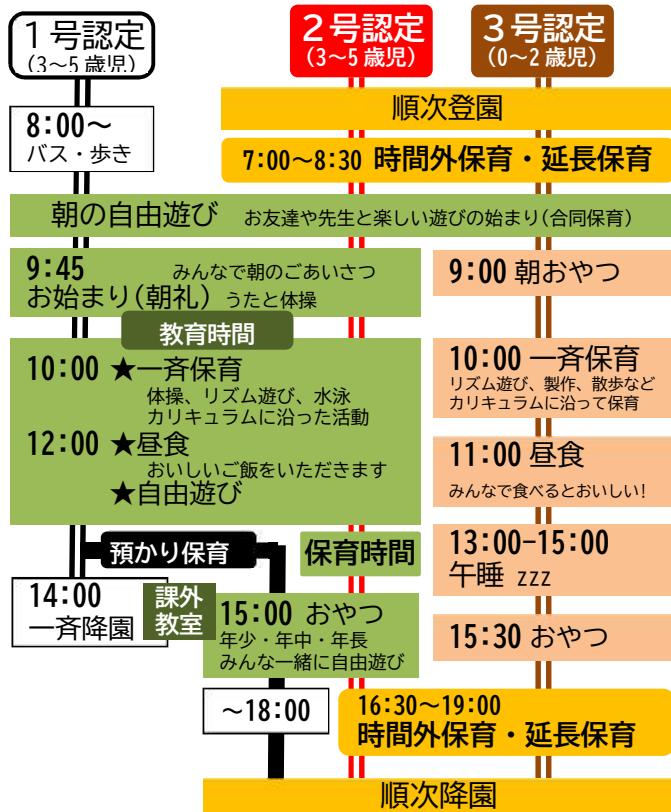 1号認定
(3～5歳児)
2号認定
(3～5歳児)
3号認定
(0～2歳児)
順次登園
8:00～
バス・歩き
7:00～8:30 時間外保育・延長保育
朝の自由遊び お友達や先生と楽しい遊びの始まり(合同保育)
9:45 みんなで朝のごあいさつ
お始まり(朝礼) うたと体操
9:00 朝おやつ
教育時間
10:00 ★一斉保育
体操、リズム遊び、水泳
カリキュラムに沿った活動
12:00 ★昼食
おいしいご飯をいただきます
★自由遊び
10:00 一斉保育
リズム遊び、製作、散歩など
カリキュラムに沿って保育
11:00 昼食
みんなで食べるとおいしい!
預かり保育
保育時間
13:00-15:00
午睡 zzz
14:00
一斉降園
課外
教室
15:00 おやつ
年少・年中・年長
みんな一緒に自由遊び
15:30 おやつ
～18:00
16:30～19:00
時間外保育・延長保育
順次降園